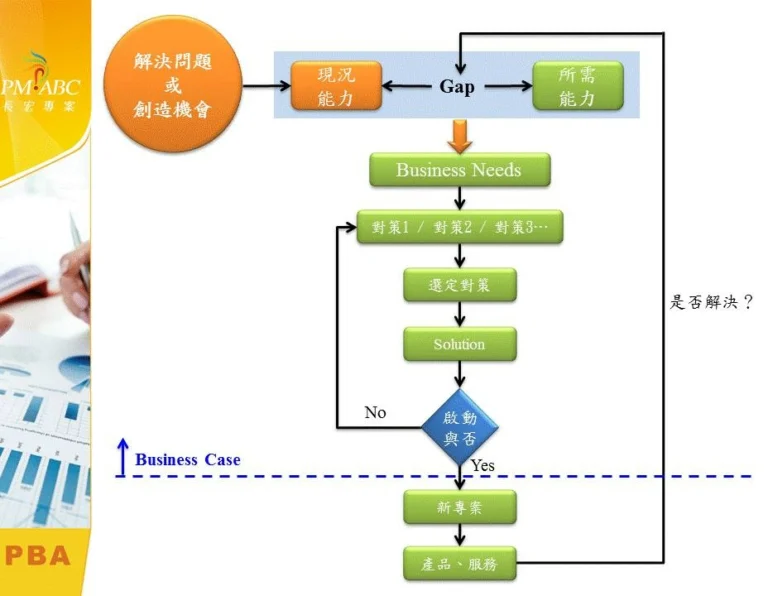 PM ABC
長宏專案
解決問題
或
創造機會
現況
能力
Gap
所需
能力
Business Needs
對策1 / 對策2 / 對策3…
選定對策
Solution
是否解決？
啟動
與否
No
Yes
Business Case
新專案
產品、服務
PBA